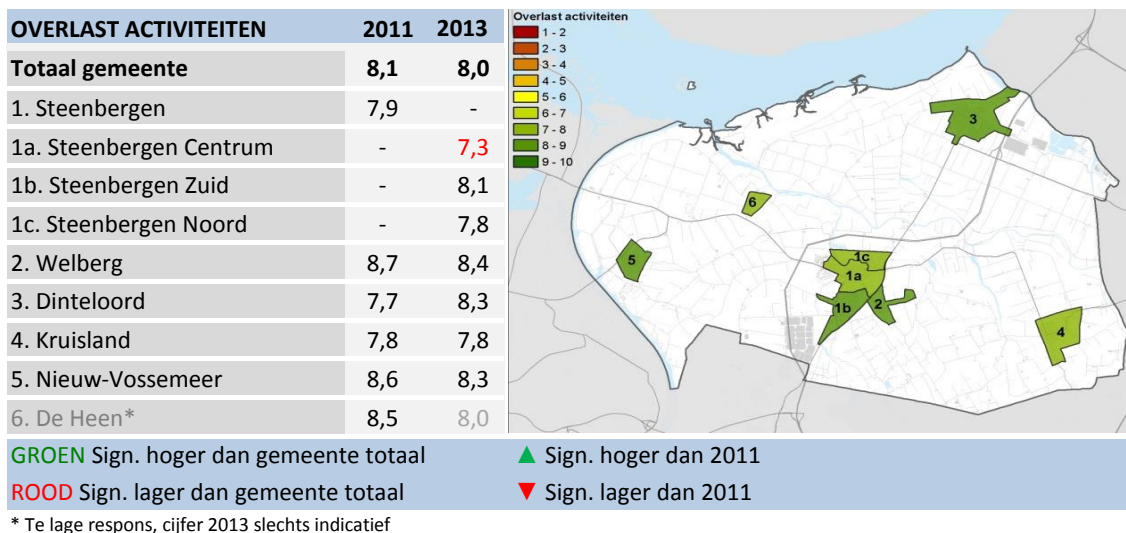 OVERLAST ACTIVITEITEN 2011 2013
Totaal gemeente 8,1 8,0
1. Steenbergen 7,9 -
1a. Steenbergen Centrum - 7,3
1b. Steenbergen Zuid - 8,1
1c. Steenbergen Noord - 7,8
2. Welberg 8,7 8,4
3. Dinteloord 7,7 8,3
4. Kruisland 7,8 7,8
5. Nieuw-Vossemeer 8,6 8,3
6. De Heen* 8,5 8,0
Overlast activiteiten
1 - 2
2 - 3
3 - 4
4 - 5
5 - 6
6 - 7
7 - 8
8 - 9
9 - 10
3
6
5
1c
1a
1b
2
4
GROEN Sign. hoger dan gemeente totaal ▲ Sign. hoger dan 2011
ROOD Sign. lager dan gemeente totaal ▼ Sign. lager dan 2011
* Te lage respons, cijfer 2013 slechts indicatief